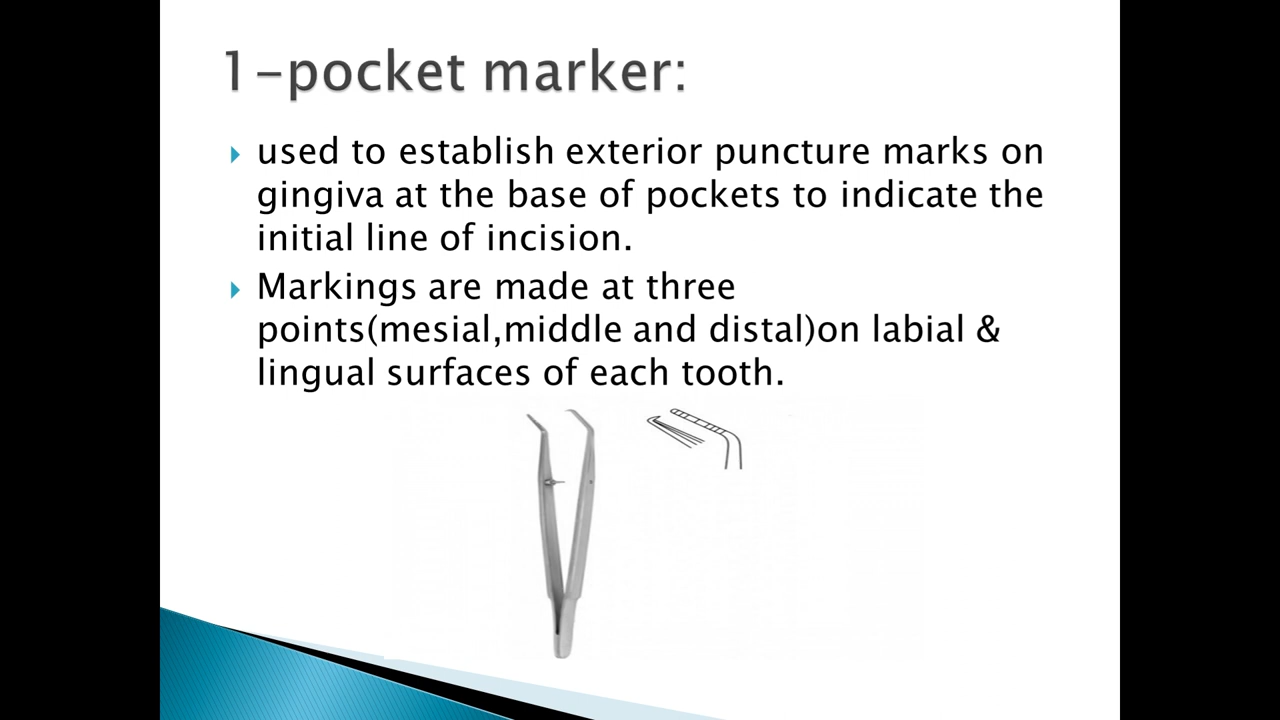 1-pocket marker:
used to establish exterior puncture marks on
gingiva at the base of pockets to indicate the
initial line of incision.
Markings are made at three
points(mesial,middle and distal)on labial &
lingual surfaces of each tooth.